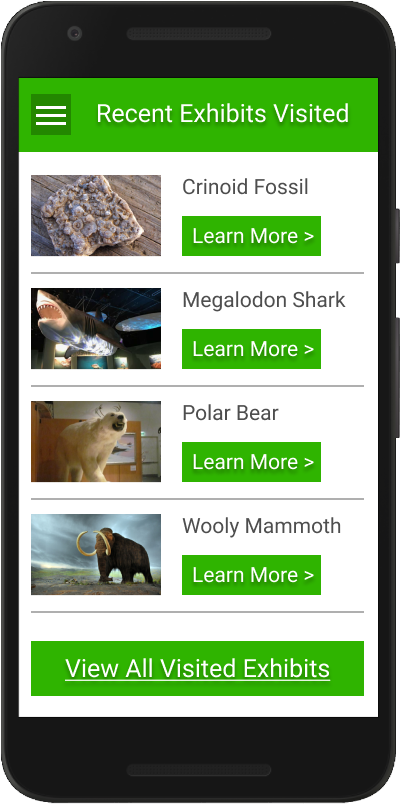 Recent Exhibits Visited
Crinoid Fossil
Learn More >
Megalodon Shark
Learn More >
Polar Bear
Learn More >
Wooly Mammoth
Learn More >
View All Visited Exhibits